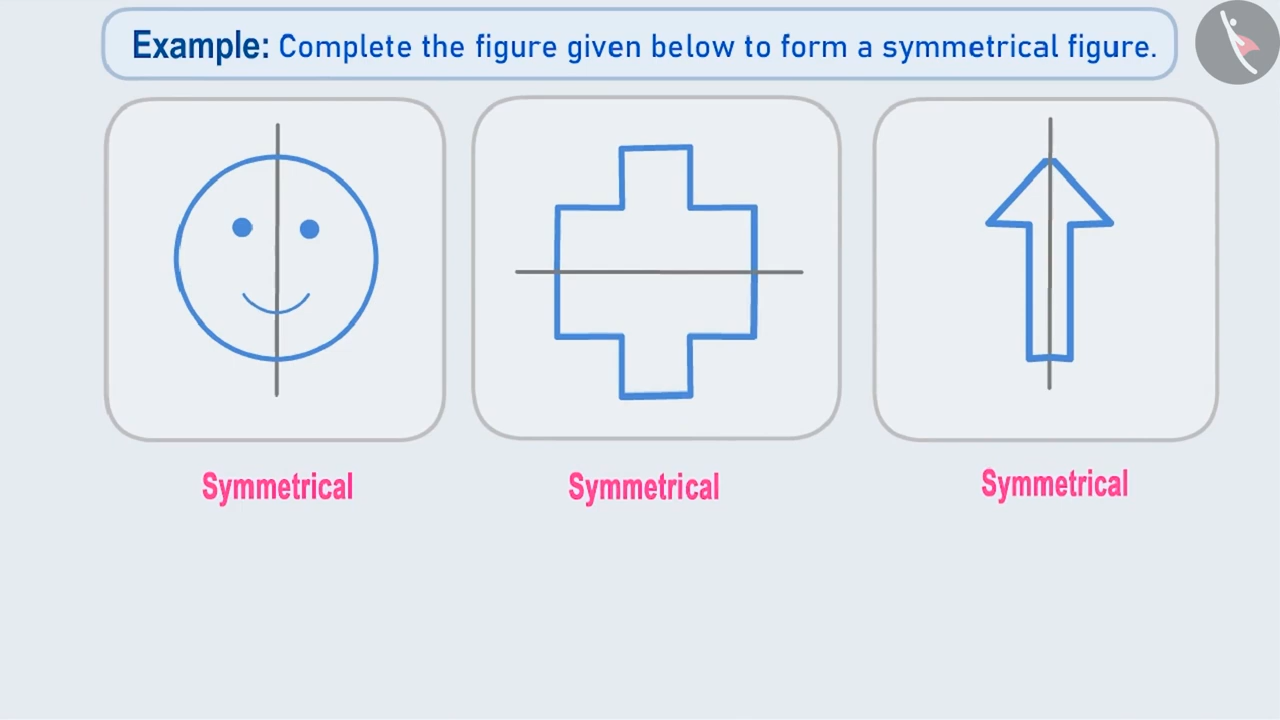 Example: Complete the figure given below to form a symmetrical figure.
Symmetrical
Symmetrical
Symmetrical